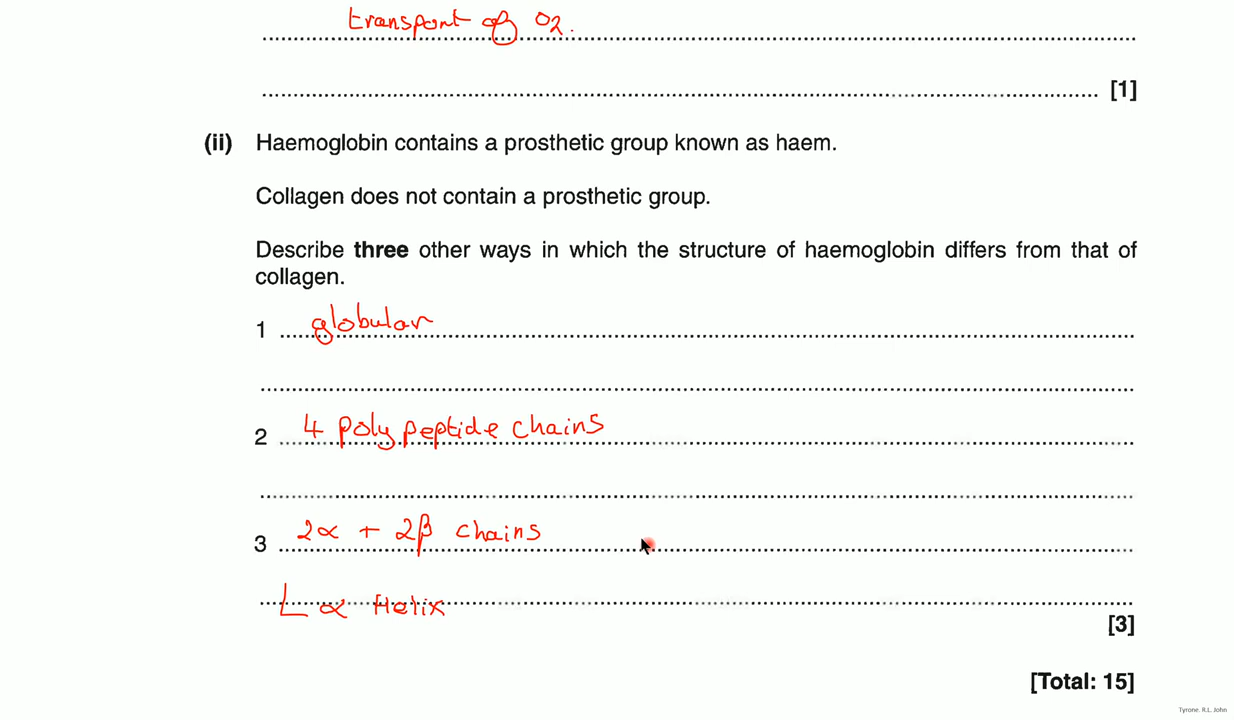 transport of O2.
[1]
(ii) Haemoglobin contains a prosthetic group known as haem.
Collagen does not contain a prosthetic group.
Describe three other ways in which the structure of haemoglobin differs from that of
collagen.
1 globular
2 4 polypeptide chains
3 2α + 2β chains
L α Helix
[3]
[Total: 15]
Tyrone. R.L. John